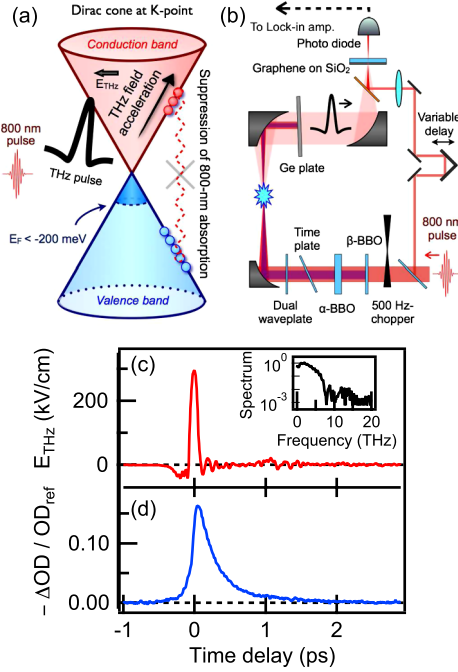 (a)
Dirac cone at K-point
Conduction band
E_THz
THz field
acceleration
Suppression of 800-nm absorption
800 nm
pulse
THz pulse
E_F < -200 meV
Valence band
(b)
To Lock-in amp.
Photo diode
Graphene on SiO₂
Variable
delay
Ge plate
800 nm
pulse
Time
plate
β-BBO
Dual
waveplate
α-BBO
500 Hz-
chopper
(c)
E_THz (kV/cm)
200
0
Spectrum
10⁰
10⁻³
0 10 20
Frequency (THz)
(d)
− ΔOD / OD_ref
0.10
0.00
-1 0 1 2
Time delay (ps)